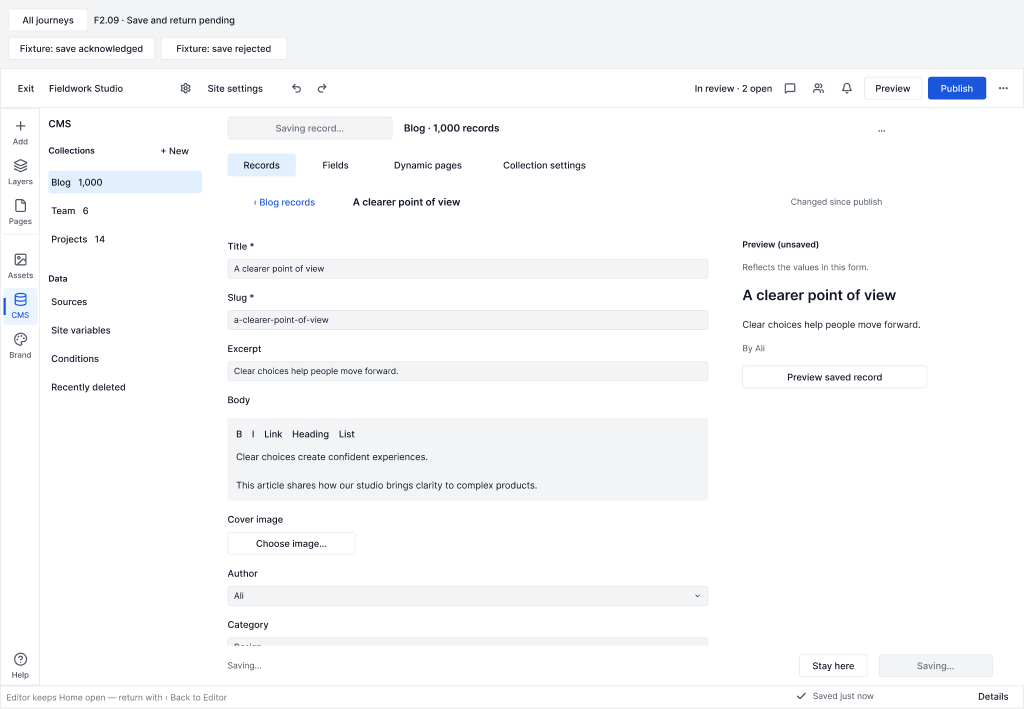 All journeys F2.09 · Save and return pending
Fixture: save acknowledged Fixture: save rejected
Exit Fieldwork Studio Site settings In review · 2 open Preview Publish ...
Add
Layers
Pages
Assets
CMS
Brand
Help
CMS
Collections + New
Blog 1,000
Team 6
Projects 14
Data
Sources
Site variables
Conditions
Recently deleted
Saving record... Blog · 1,000 records ...
Records Fields Dynamic pages Collection settings
‹ Blog records A clearer point of view Changed since publish
Title *
A clearer point of view
Slug *
a-clearer-point-of-view
Excerpt
Clear choices help people move forward.
Body
B I Link Heading List
Clear choices create confident experiences.
This article shares how our studio brings clarity to complex products.
Cover image
Choose image...
Author
Ali
Category
Preview (unsaved)
Reflects the values in this form.
A clearer point of view
Clear choices help people move forward.
By Ali
Preview saved record
Saving... Stay here Saving...
Editor keeps Home open — return with ‹ Back to Editor Saved just now Details